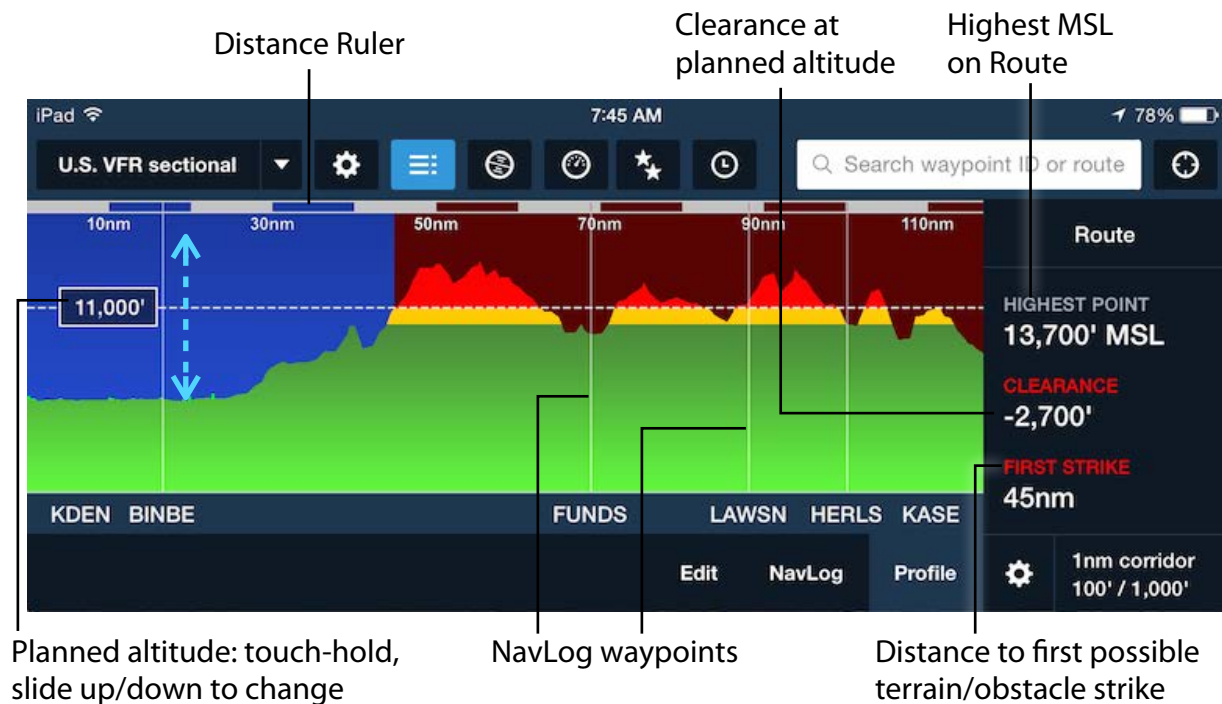 Distance Ruler
Clearance at
planned altitude
Highest MSL
on Route
iPad
7:45 AM
78%
U.S. VFR sectional
Search waypoint ID or route
10nm 30nm 50nm 70nm 90nm 110nm
Route
11,000'
HIGHEST POINT
13,700' MSL
CLEARANCE
-2,700'
FIRST STRIKE
45nm
KDEN BINBE FUNDS LAWSN HERLS KASE
Edit NavLog Profile
1nm corridor
100' / 1,000'
Planned altitude: touch-hold,
slide up/down to change
NavLog waypoints
Distance to first possible
terrain/obstacle strike